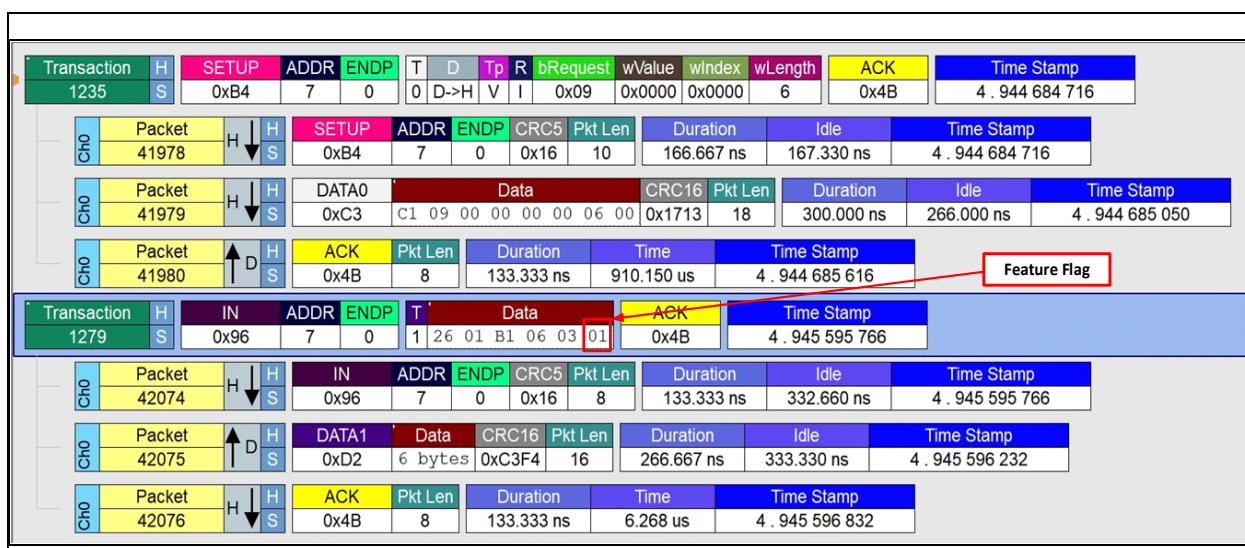 Transaction H SETUP ADDR ENDP T D Tp R bRequest wValue wIndex wLength ACK Time Stamp
1235 S 0xB4 7 0 0 D->H V I 0x09 0x0000 0x0000 6 0x4B 4 . 944 684 716
Ch0 Packet H H SETUP ADDR ENDP CRC5 Pkt Len Duration Idle Time Stamp
41978 S 0xB4 7 0 0x16 10 166.667 ns 167.330 ns 4 . 944 684 716
Ch0 Packet H H DATA0 Data CRC16 Pkt Len Duration Idle Time Stamp
41979 S 0xC3 C1 09 00 00 00 00 06 00 0x1713 18 300.000 ns 266.000 ns 4 . 944 685 050
Ch0 Packet D H ACK Pkt Len Duration Time Time Stamp
41980 S 0x4B 8 133.333 ns 910.150 us 4 . 944 685 616
Feature Flag
Transaction H IN ADDR ENDP T Data ACK Time Stamp
1279 S 0x96 7 0 1 26 01 B1 06 03 01 0x4B 4 . 945 595 766
Ch0 Packet H H IN ADDR ENDP CRC5 Pkt Len Duration Idle Time Stamp
42074 S 0x96 7 0 0x16 8 133.333 ns 332.660 ns 4 . 945 595 766
Ch0 Packet D H DATA1 Data CRC16 Pkt Len Duration Idle Time Stamp
42075 S 0xD2 6 bytes 0xC3F4 16 266.667 ns 333.330 ns 4 . 945 596 232
Ch0 Packet H H ACK Pkt Len Duration Time Time Stamp
42076 S 0x4B 8 133.333 ns 6.268 us 4 . 945 596 832